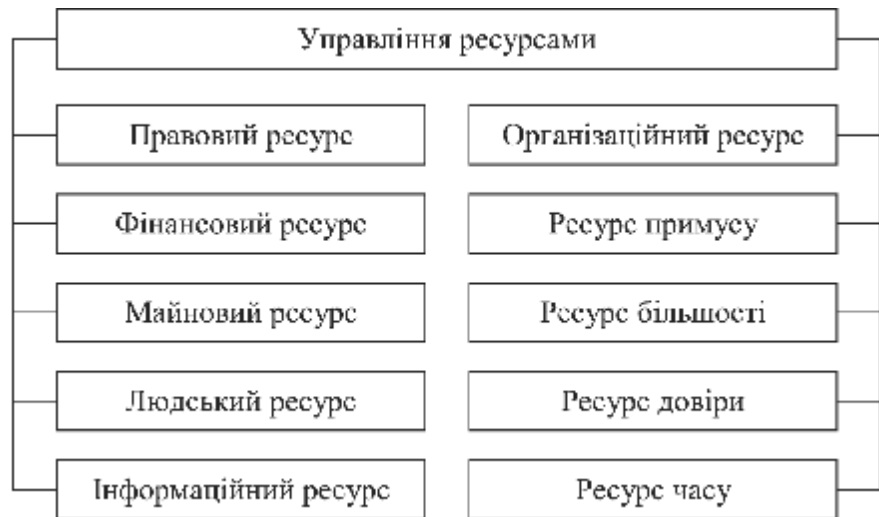 Управління ресурсами
Правовий ресурс
Організаційний ресурс
Фінансовий ресурс
Ресурс примусу
Майновий ресурс
Ресурс більшості
Людський ресурс
Ресурс довіри
Інформаційний ресурс
Ресурс часу